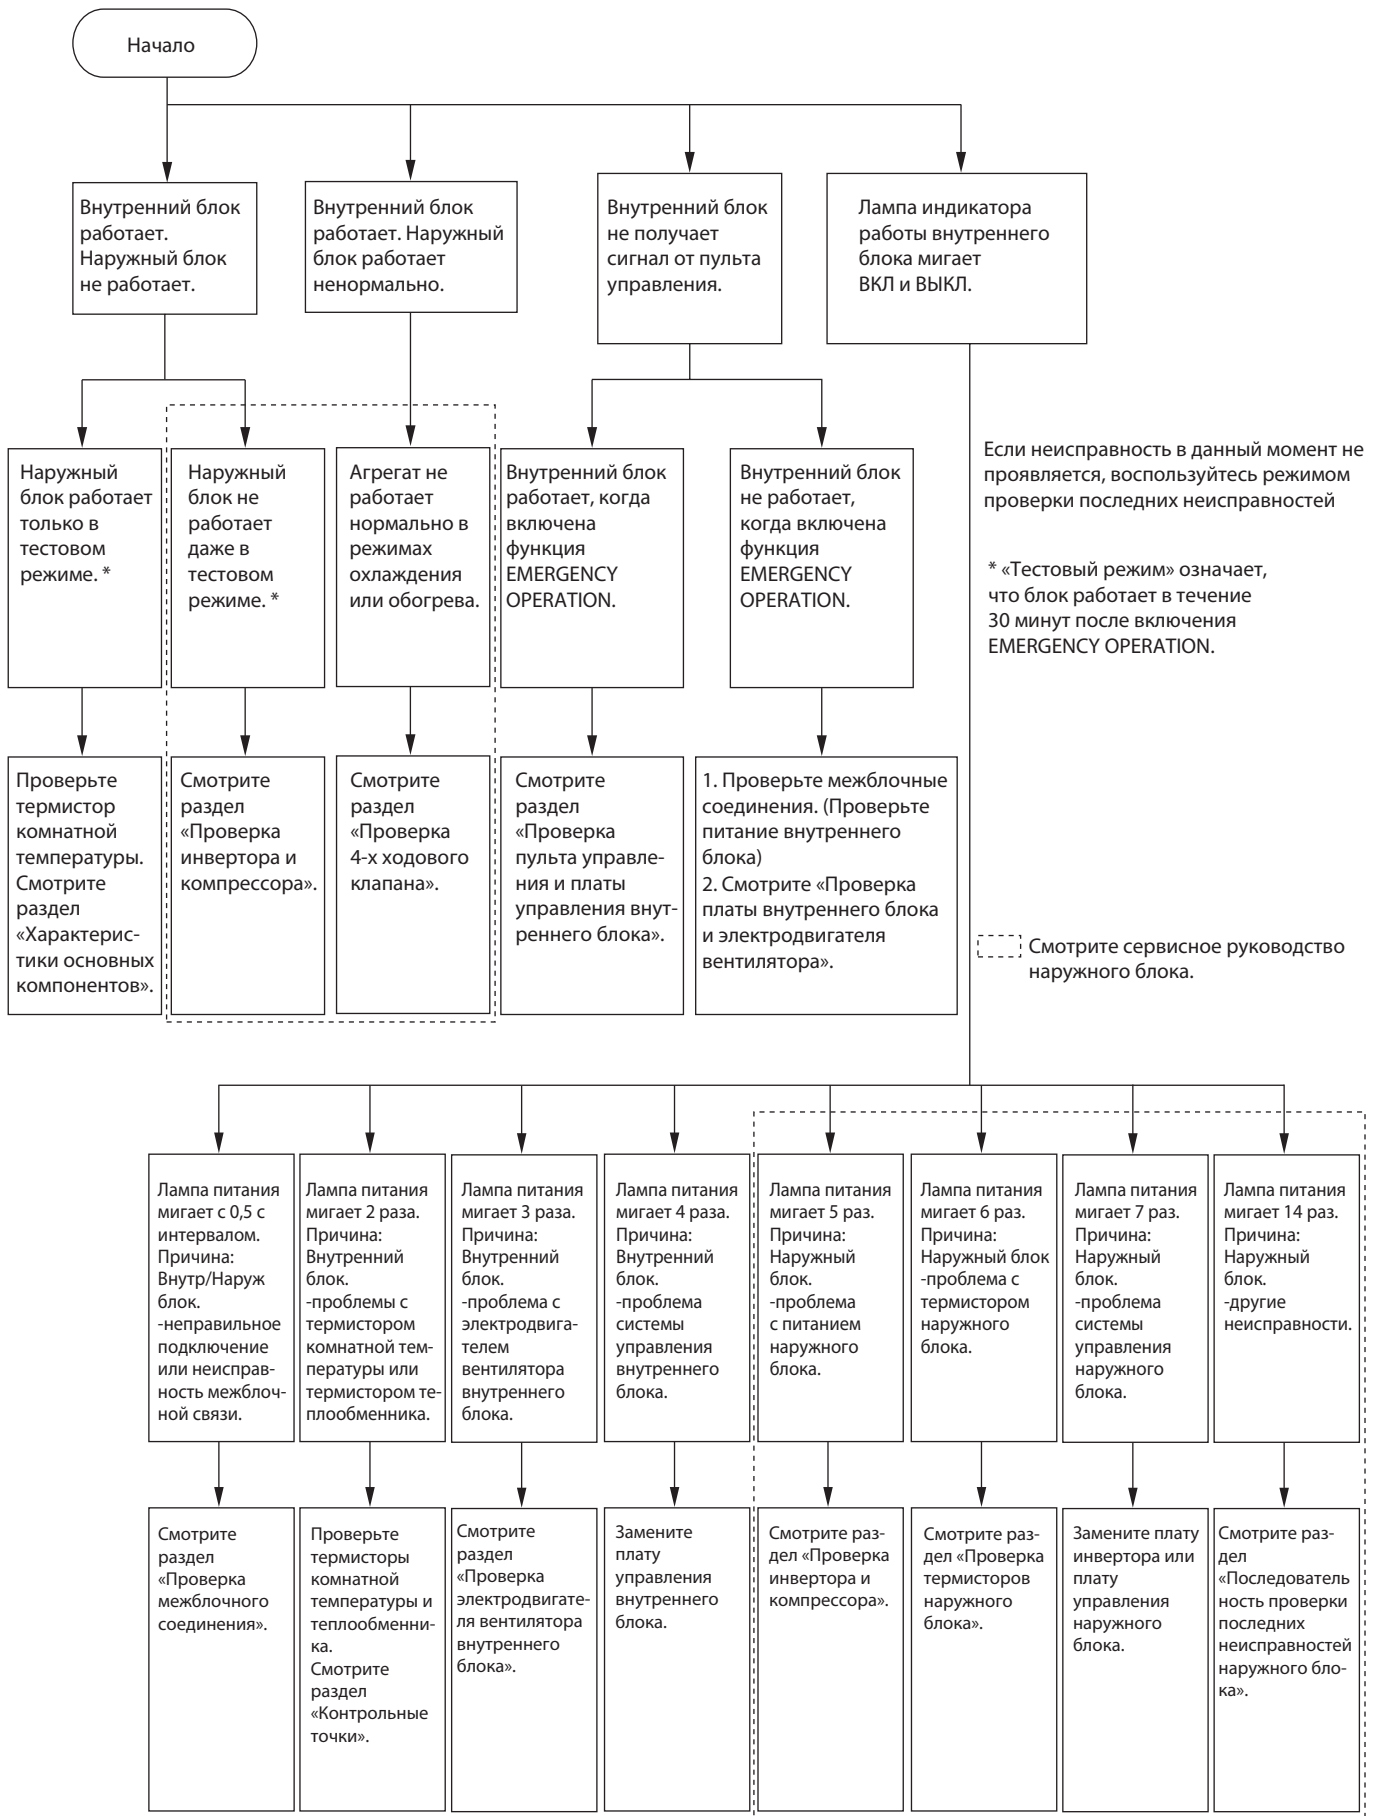 Начало
Внутренний блок
работает.
Наружный блок
не работает.
Внутренний блок
работает. Наружный
блок работает
ненормально.
Внутренний блок
не получает
сигнал от пульта
управления.
Лампа индикатора
работы внутреннего
блока мигает
ВКЛ и ВЫКЛ.
Наружный
блок работает
только в
тестовом
режиме. *
Наружный
блок не
работает
даже в
тестовом
режиме. *
Агрегат не
работает
нормально в
режимах
охлаждения
или обогрева.
Внутренний блок
работает, когда
включена
функция
EMERGENCY
OPERATION.
Внутренний блок
не работает,
когда включена
функция
EMERGENCY
OPERATION.
Если неисправность в данный момент не
проявляется, воспользуйтесь режимом
проверки последних неисправностей
* «Тестовый режим» означает,
что блок работает в течение
30 минут после включения
EMERGENCY OPERATION.
Проверьте
термистор
комнатной
температуры.
Смотрите
раздел
«Характерис-
тики основных
компонентов».
Смотрите
раздел
«Проверка
инвертора и
компрессора».
Смотрите
раздел
«Проверка
4-х ходового
клапана».
Смотрите
раздел
«Проверка
пульта управле-
ния и платы
управления внут-
реннего блока».
1. Проверьте межблочные
соединения. (Проверьте
питание внутреннего
блока)
2. Смотрите «Проверка
платы внутреннего блока
и электродвигателя
вентилятора».
Смотрите сервисное руководство
наружного блока.
Лампа питания
мигает с 0,5 с
интервалом.
Причина:
Внутр/Наруж
блок.
-неправильное
подключение
или неисправ-
ность межблоч-
ной связи.
Лампа питания
мигает 2 раза.
Причина:
Внутренний
блок.
-проблемы с
термистором
комнатной тем-
пературы или
термистором те-
плообменника.
Лампа питания
мигает 3 раза.
Причина:
Внутренний
блок.
-проблема с
электродвига-
телем
вентилятора
внутреннего
блока.
Лампа питания
мигает 4 раза.
Причина:
Внутренний
блок.
-проблема
системы
управления
внутреннего
блока.
Лампа питания
мигает 5 раз.
Причина:
Наружный
блок.
-проблема
с питанием
наружного
блока.
Лампа питания
мигает 6 раз.
Причина:
Наружный блок
-проблема с
термистором
наружного
блока.
Лампа питания
мигает 7 раз.
Причина:
Наружный
блок.
-проблема
системы
управления
наружного
блока.
Лампа питания
мигает 14 раз.
Причина:
Наружный
блок.
-другие
неисправности.
Смотрите
раздел
«Проверка
межблочного
соединения».
Проверьте
термисторы
комнатной
температуры и
теплообменни-
ка.
Смотрите
раздел
«Контрольные
точки».
Смотрите
раздел
«Проверка
электродвигате-
ля вентилятора
внутреннего
блока».
Замените
плату
управления
внутреннего
блока.
Смотрите раз-
дел «Проверка
инвертора и
компрессора».
Смотрите раз-
дел «Проверка
термисторов
наружного
блока».
Замените плату
инвертора или
плату
управления
наружного
блока.
Смотрите раз-
дел
«Последователь
ность проверки
последних
неисправностей
наружного бло-
ка».